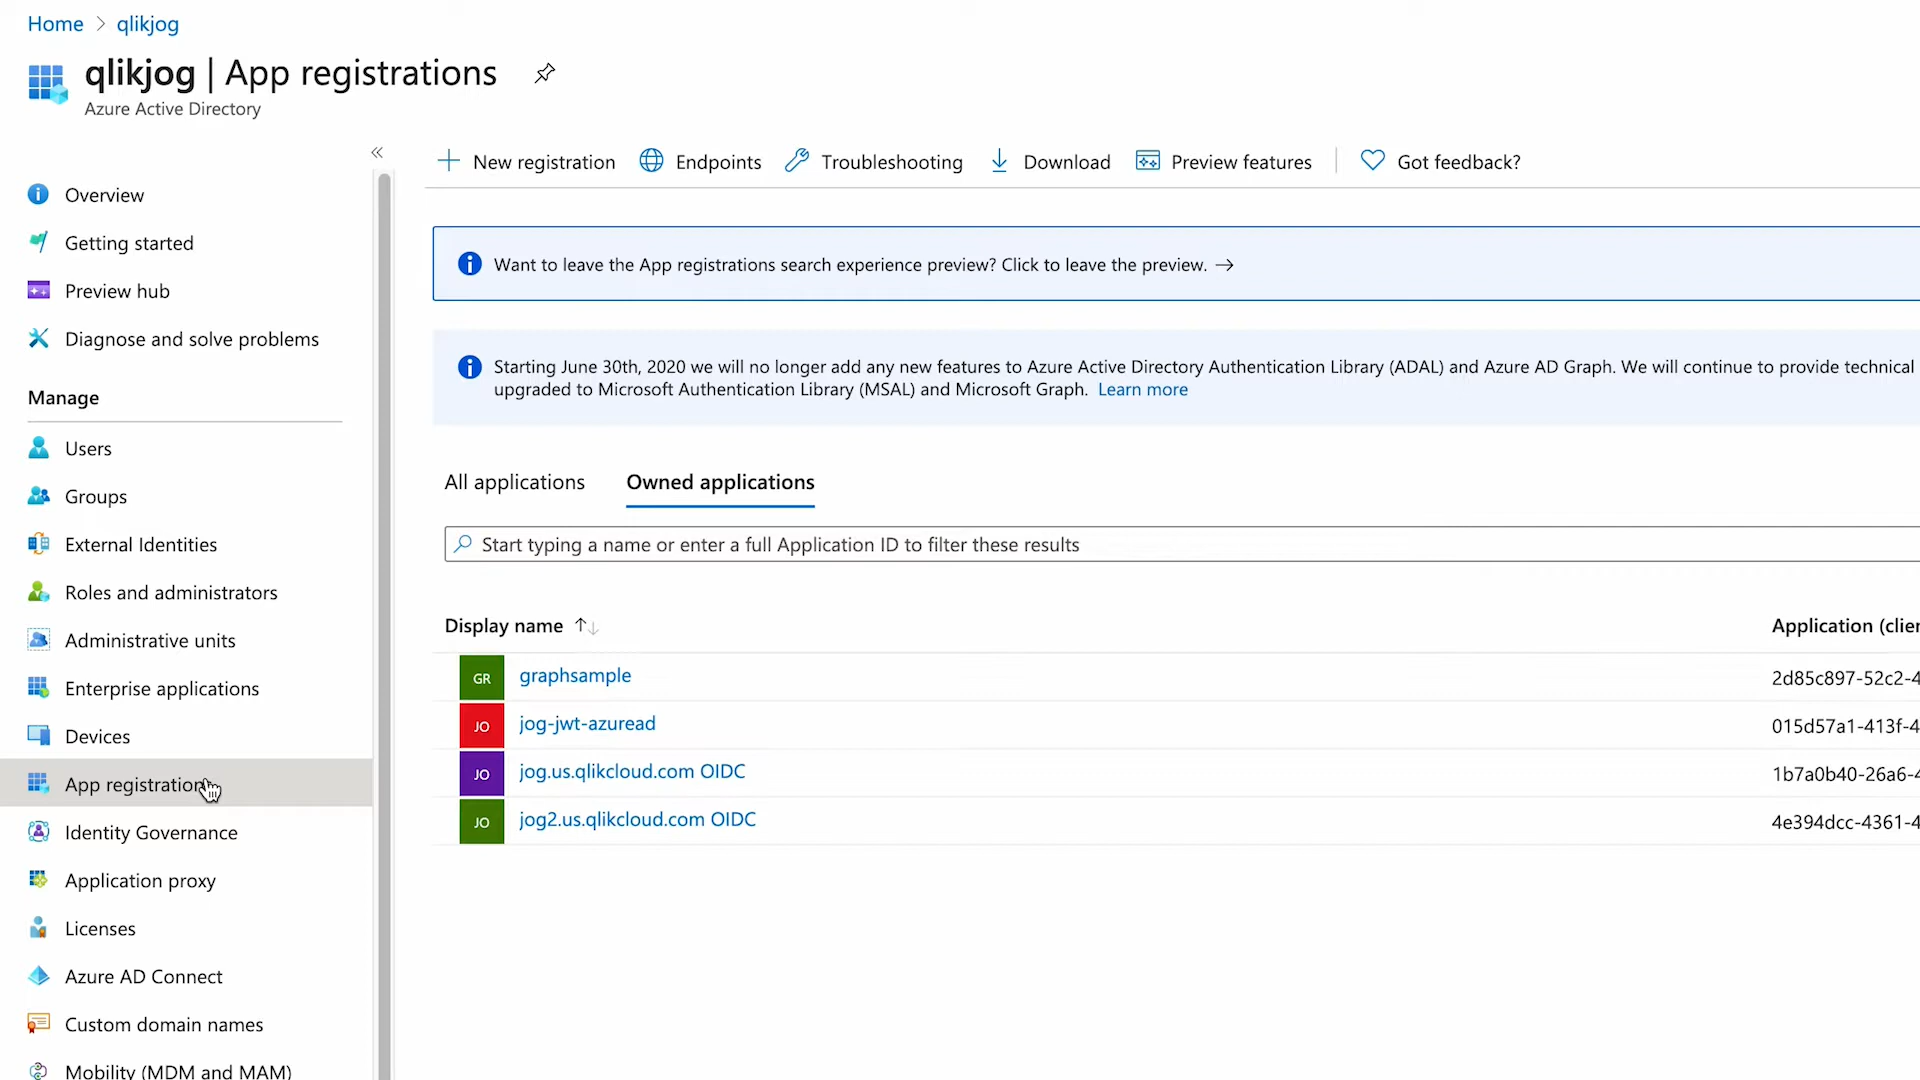 Home > qlikjog
qlikjog | App registrations
Azure Active Directory
«
Overview
Getting started
Preview hub
Diagnose and solve problems
Manage
Users
Groups
External Identities
Roles and administrators
Administrative units
Enterprise applications
Devices
App registration
Identity Governance
Application proxy
Licenses
Azure AD Connect
Custom domain names
Mobility (MDM and MAM)
New registration Endpoints Troubleshooting Download Preview features Got feedback?
Want to leave the App registrations search experience preview? Click to leave the preview. →
Starting June 30th, 2020 we will no longer add any new features to Azure Active Directory Authentication Library (ADAL) and Azure AD Graph. We will continue to provide technical
upgraded to Microsoft Authentication Library (MSAL) and Microsoft Graph. Learn more
All applications Owned applications
Start typing a name or enter a full Application ID to filter these results
Display name ↑↓ Application (clien
GR graphsample 2d85c897-52c2-4
JO jog-jwt-azuread 015d57a1-413f-4
JO jog.us.qlikcloud.com OIDC 1b7a0b40-26a6-4
JO jog2.us.qlikcloud.com OIDC 4e394dcc-4361-4